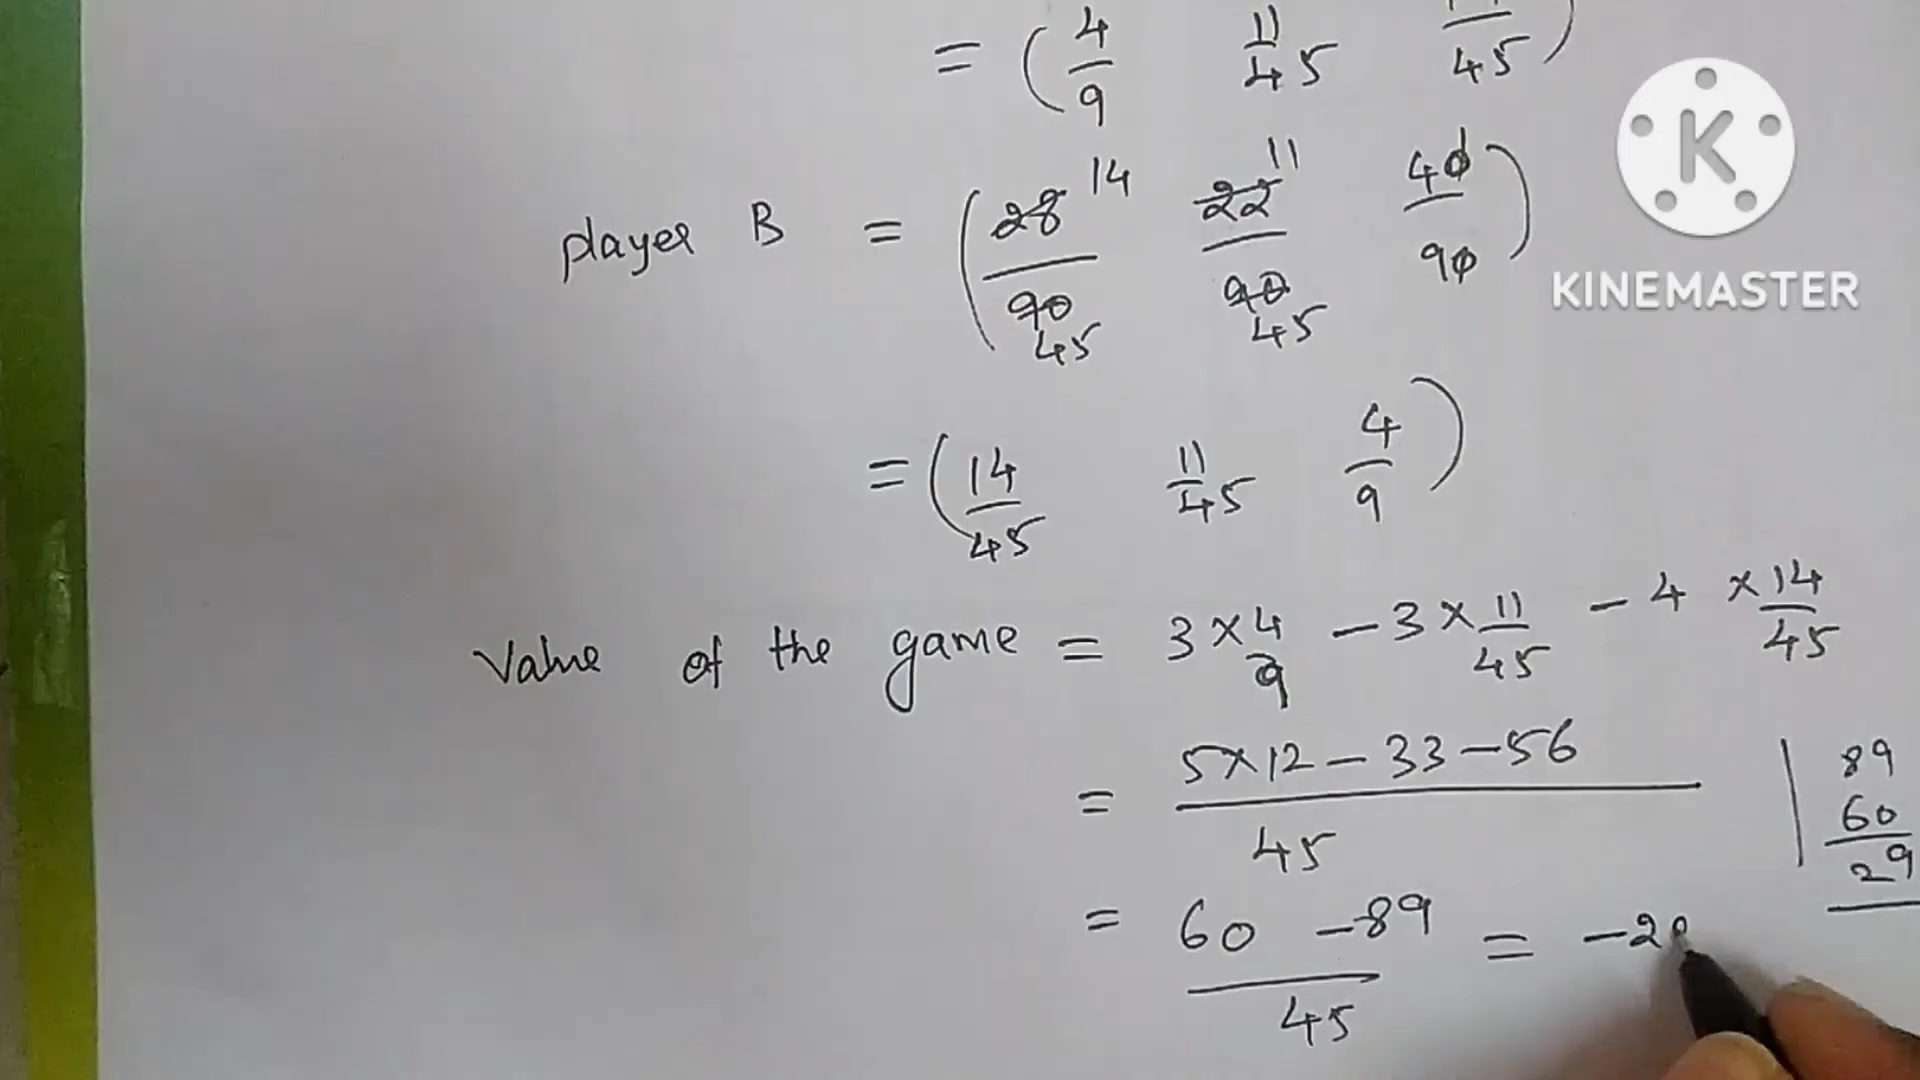 = ( 4/9 11/45 /45 )
K
KINEMASTER
player B = ( 28/90 14/45 22/90 11/45 40/90 )
= ( 14/45 11/45 4/9 )
Value of the game = 3 × 4/9 - 3 × 11/45 - 4 × 14/45
= 5×12 - 33 - 56 / 45
89
60
29
= 60 - 89 / 45 = -2